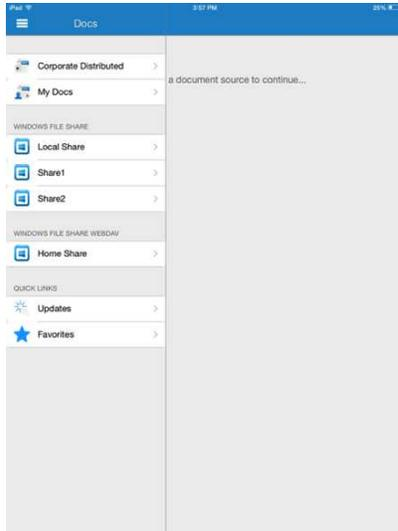 iPad
3:57 PM
25%
Docs
Corporate Distributed
a document source to continue...
My Docs
WINDOWS FILE SHARE
Local Share
Share1
Share2
WINDOWS FILE SHARE WEBDAV
Home Share
QUICK LINKS
Updates
Favorites